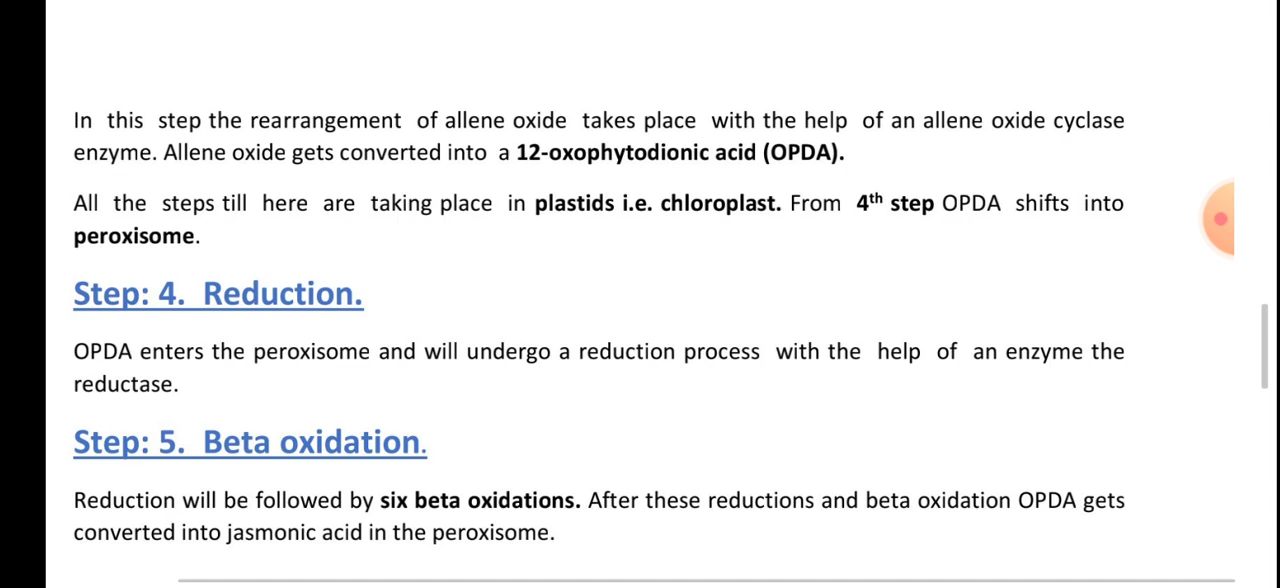 In this step the rearrangement of allene oxide takes place with the help of an allene oxide cyclase
enzyme. Allene oxide gets converted into a 12-oxophytodionic acid (OPDA).
All the steps till here are taking place in plastids i.e. chloroplast. From 4th step OPDA shifts into
peroxisome.
Step: 4. Reduction.
OPDA enters the peroxisome and will undergo a reduction process with the help of an enzyme the
reductase.
Step: 5. Beta oxidation.
Reduction will be followed by six beta oxidations. After these reductions and beta oxidation OPDA gets
converted into jasmonic acid in the peroxisome.